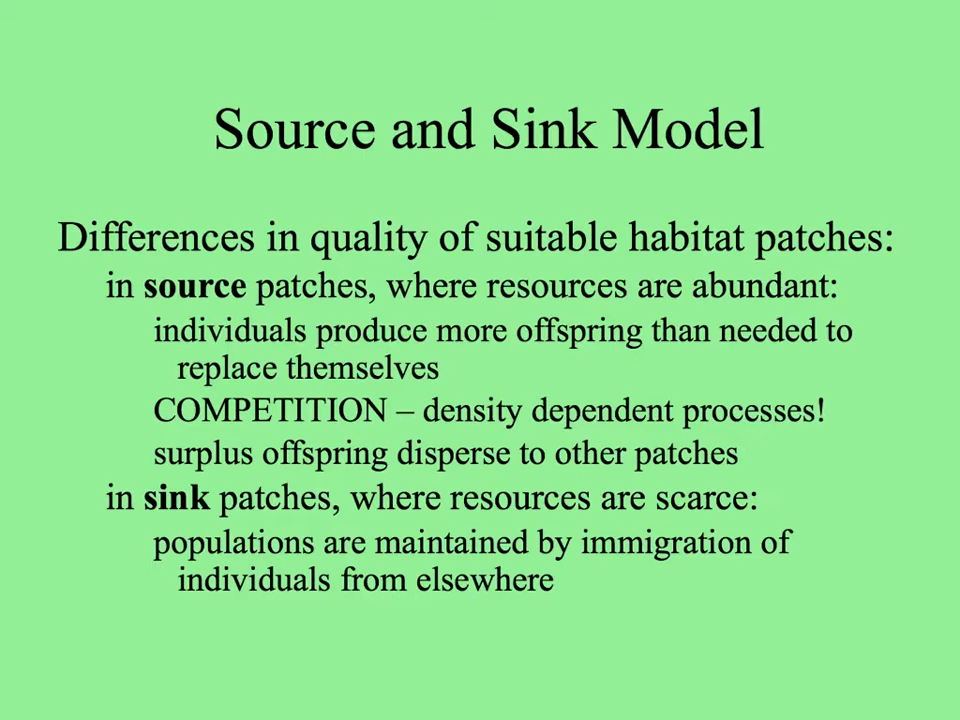 Source and Sink Model
Differences in quality of suitable habitat patches:
in source patches, where resources are abundant:
individuals produce more offspring than needed to
replace themselves
COMPETITION – density dependent processes!
surplus offspring disperse to other patches
in sink patches, where resources are scarce:
populations are maintained by immigration of
individuals from elsewhere